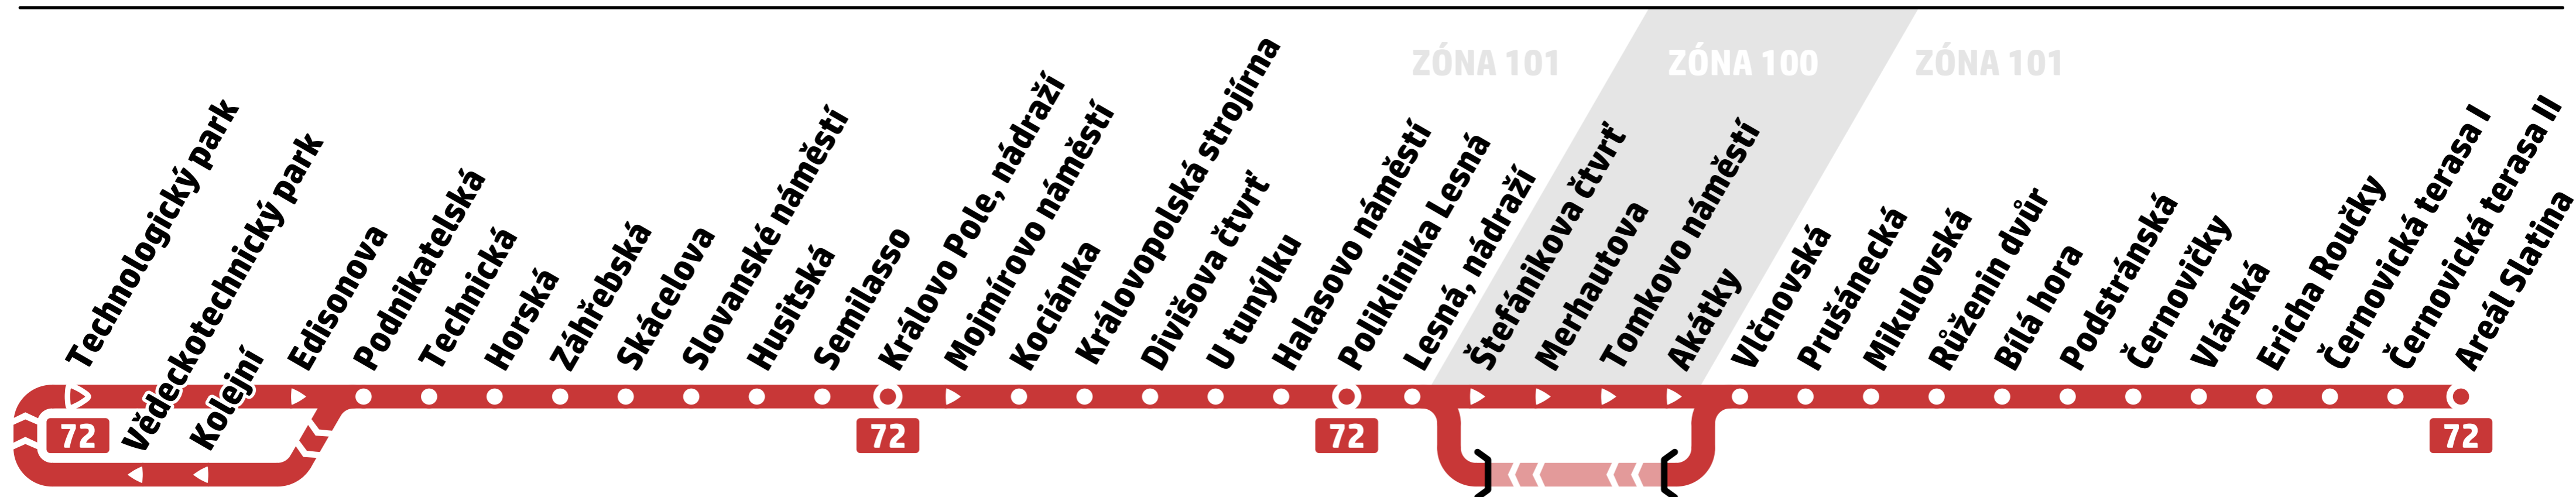 ZÓNA 101
ZÓNA 100
ZÓNA 101
Technologický park
Vědeckotechnický park
Kolejní
Edisonova
Podnikatelská
Technická
Horská
Záhřebská
Skácelova
Slovanské náměstí
Husitská
Semilasso
Královo Pole, nádraží
Mojmírovo náměstí
Kociánka
Královopolská strojírna
Divišova čtvrť
U tunýlku
Halasovo náměstí
Poliklinika Lesná
Lesná, nádraží
Štefánikova čtvrť
Merhautova
Tomkovo náměstí
Akátky
Vlčnovská
Prušánecká
Mikulovská
Růženin dvůr
Bílá hora
Podstránská
Černovičky
Vlárská
Ericha Roučky
Černovická terasa I
Černovická terasa II
Areál Slatina
72
72
72
72